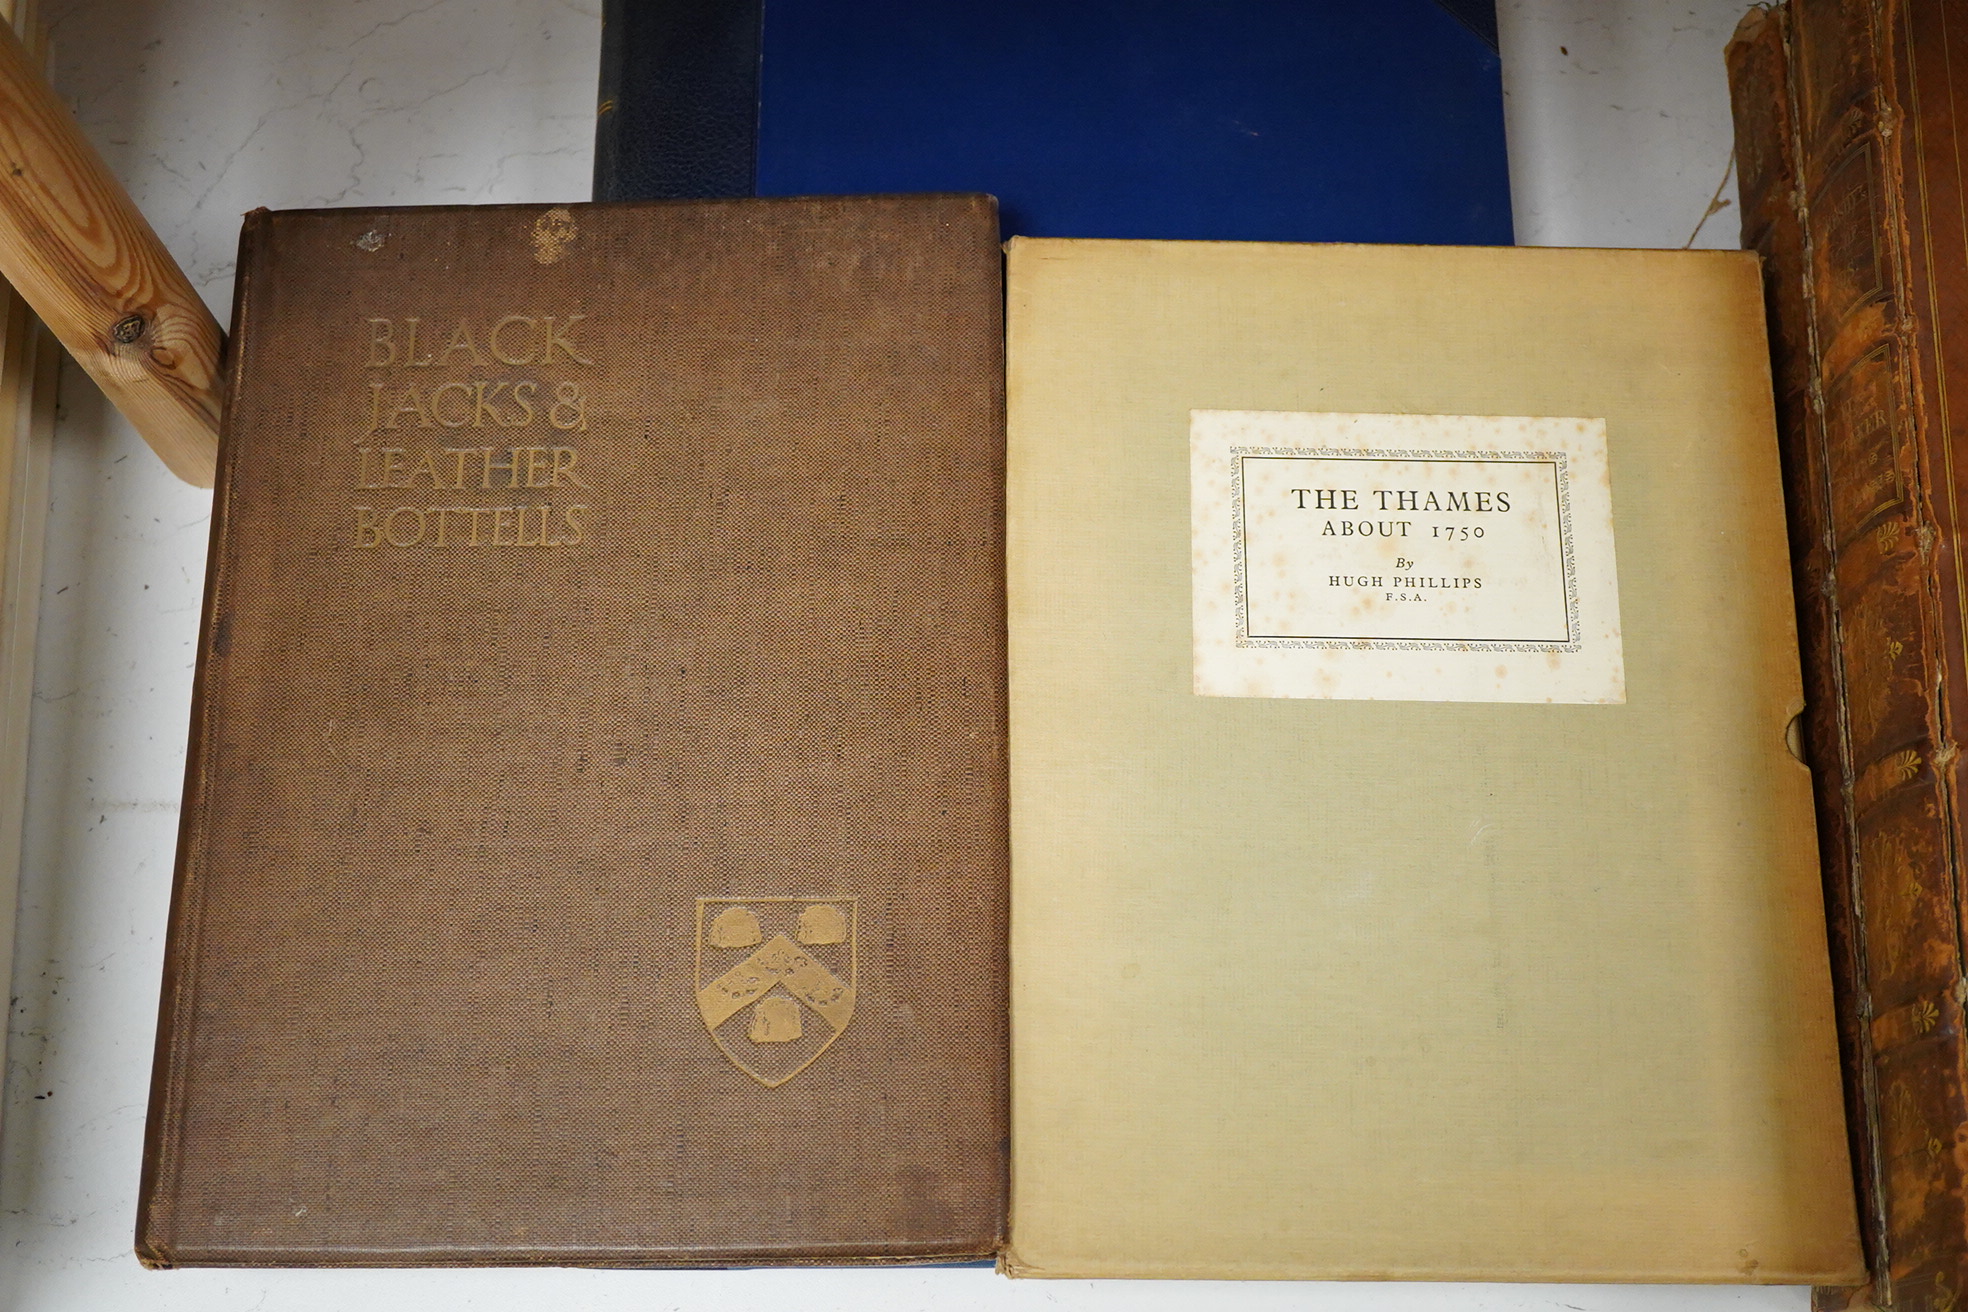 BLACK
JACKS &
LEATHER
BOTTELLS
THE THAMES
ABOUT 1750
By
HUGH PHILLIPS
F.S.A.